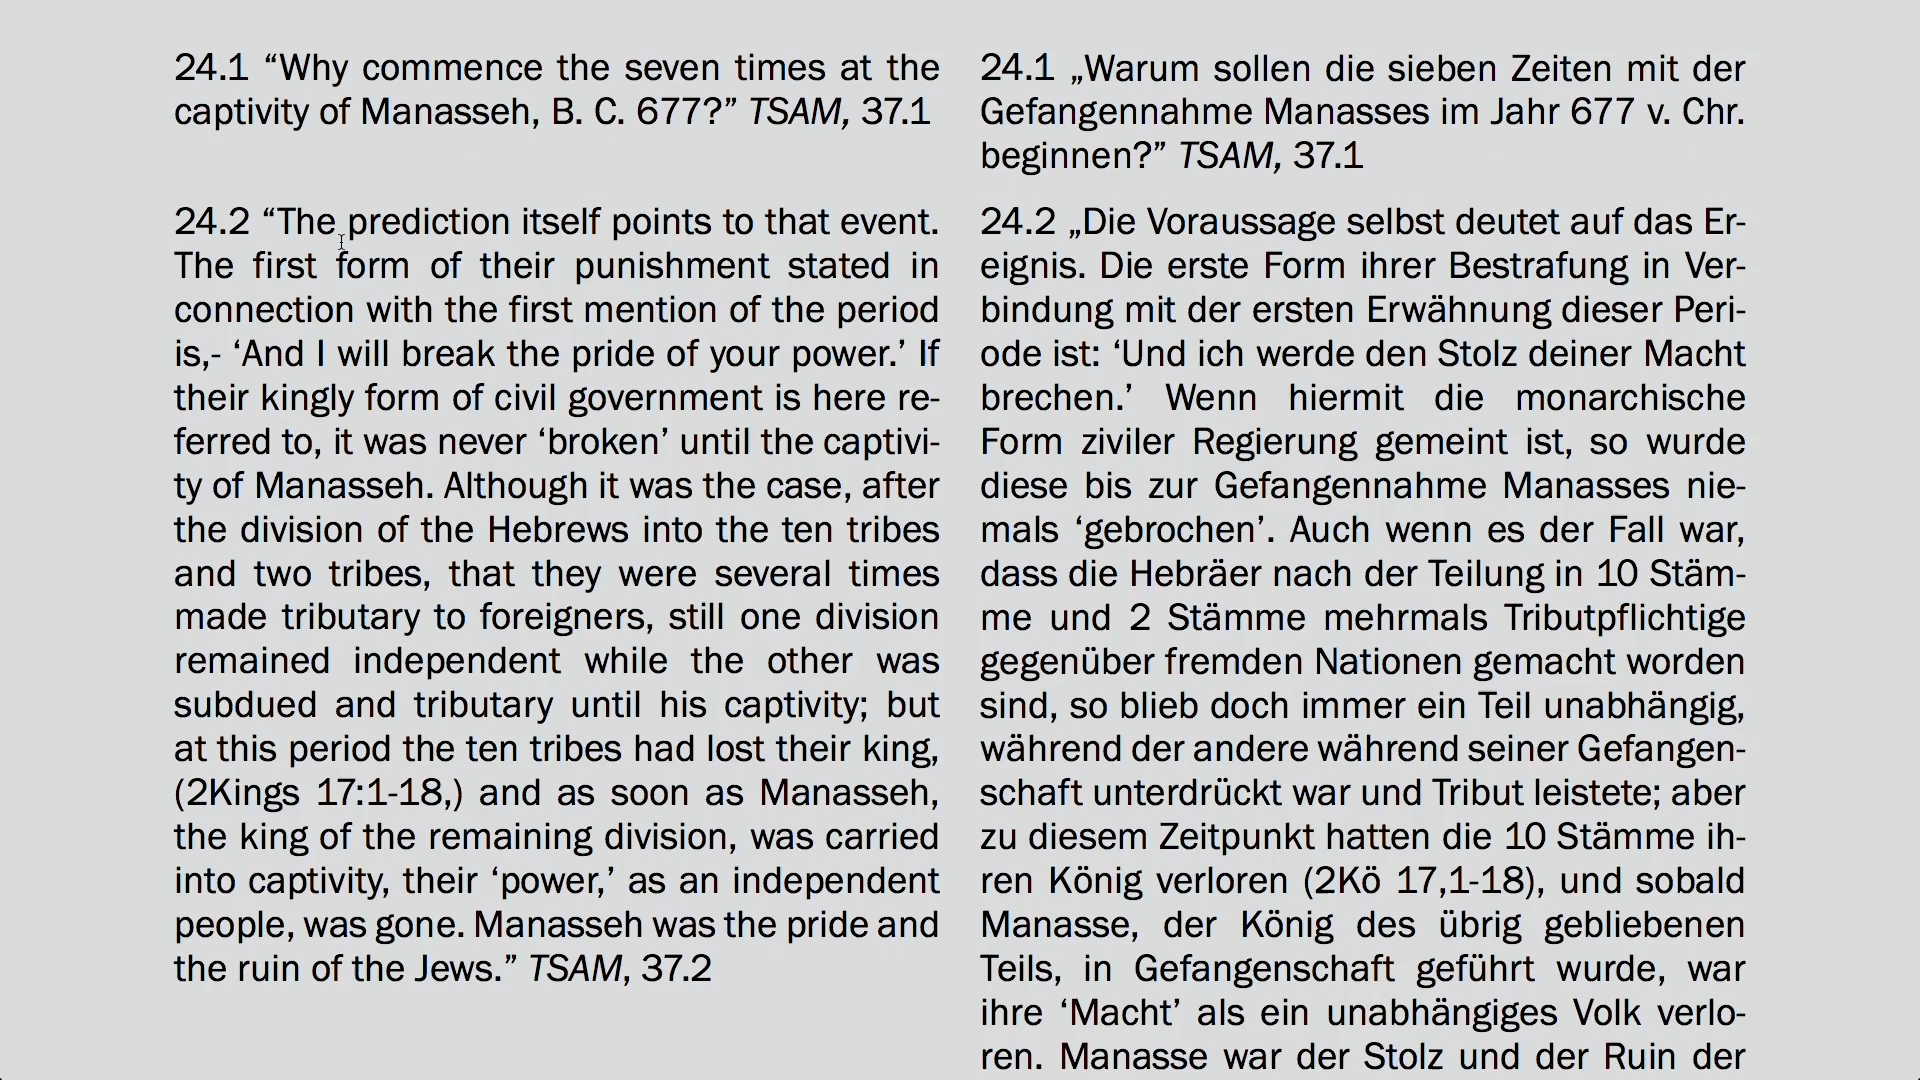 24.1 “Why commence the seven times at the
captivity of Manasseh, B. C. 677?” TSAM, 37.1
24.2 “The prediction itself points to that event.
The first form of their punishment stated in
connection with the first mention of the period
is,- ‘And I will break the pride of your power.’ If
their kingly form of civil government is here re-
ferred to, it was never ‘broken’ until the captivi-
ty of Manasseh. Although it was the case, after
the division of the Hebrews into the ten tribes
and two tribes, that they were several times
made tributary to foreigners, still one division
remained independent while the other was
subdued and tributary until his captivity; but
at this period the ten tribes had lost their king,
(2Kings 17:1-18,) and as soon as Manasseh,
the king of the remaining division, was carried
into captivity, their ‘power,’ as an independent
people, was gone. Manasseh was the pride and
the ruin of the Jews.” TSAM, 37.2
24.1 „Warum sollen die sieben Zeiten mit der
Gefangennahme Manasses im Jahr 677 v. Chr.
beginnen?” TSAM, 37.1
24.2 „Die Voraussage selbst deutet auf das Er-
eignis. Die erste Form ihrer Bestrafung in Ver-
bindung mit der ersten Erwähnung dieser Peri-
ode ist: ‘Und ich werde den Stolz deiner Macht
brechen.’ Wenn hiermit die monarchische
Form ziviler Regierung gemeint ist, so wurde
diese bis zur Gefangennahme Manasses nie-
mals ‘gebrochen’. Auch wenn es der Fall war,
dass die Hebräer nach der Teilung in 10 Stäm-
me und 2 Stämme mehrmals Tributpflichtige
gegenüber fremden Nationen gemacht worden
sind, so blieb doch immer ein Teil unabhängig,
während der andere während seiner Gefangen-
schaft unterdrückt war und Tribut leistete; aber
zu diesem Zeitpunkt hatten die 10 Stämme ih-
ren König verloren (2Kö 17,1-18), und sobald
Manasse, der König des übrig gebliebenen
Teils, in Gefangenschaft geführt wurde, war
ihre ‘Macht’ als ein unabhängiges Volk verlo-
ren. Manasse war der Stolz und der Ruin der